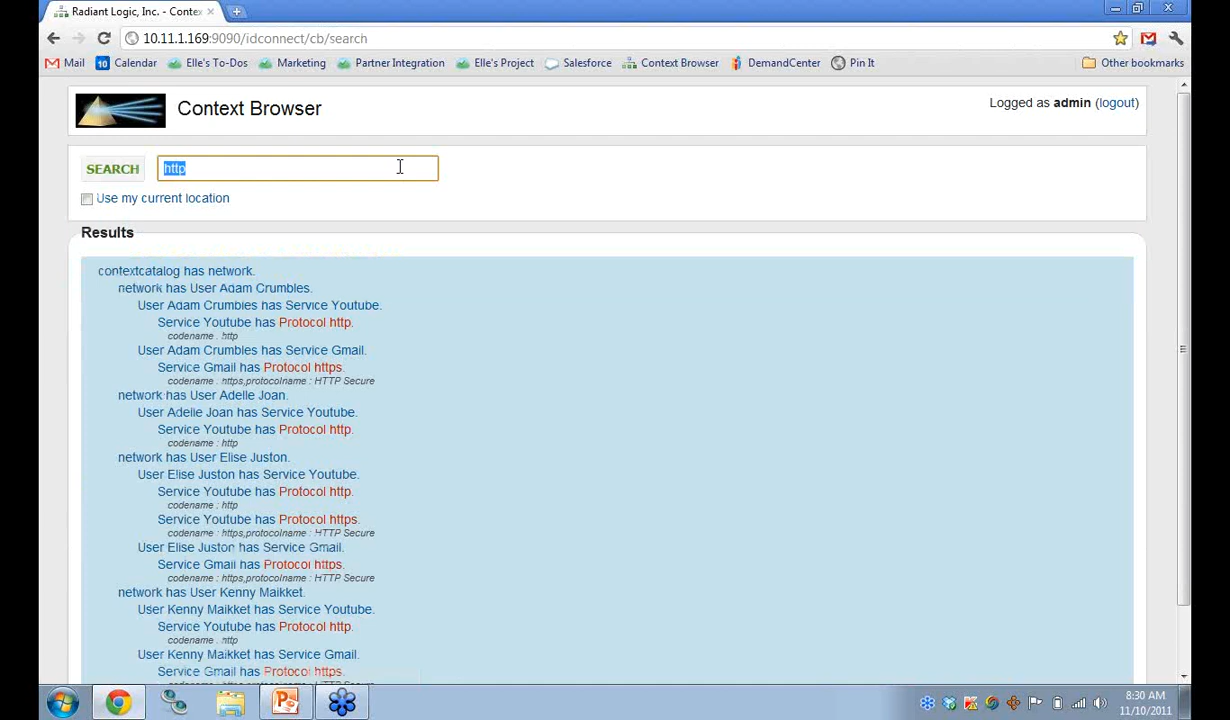 Radiant Logic, Inc. - Contex
10.11.1.169:9090/idconnect/cb/search
Mail 10 Calendar Elle's To-Dos Marketing Partner Integration Elle's Project Salesforce Context Browser DemandCenter Pin It Other bookmarks
Context Browser
Logged as admin (logout)
SEARCH http
Use my current location
Results
contextcatalog has network.
network has User Adam Crumbles.
User Adam Crumbles has Service Youtube.
Service Youtube has Protocol http.
codename : http
User Adam Crumbles has Service Gmail.
Service Gmail has Protocol https.
codename : https,protocolname : HTTP Secure
network has User Adelle Joan.
User Adelle Joan has Service Youtube.
Service Youtube has Protocol http.
codename : http
network has User Elise Juston.
User Elise Juston has Service Youtube.
Service Youtube has Protocol http.
codename : http
Service Youtube has Protocol https.
codename : https,protocolname : HTTP Secure
User Elise Juston has Service Gmail.
Service Gmail has Protocol https.
codename : https,protocolname : HTTP Secure
network has User Kenny Maikket.
User Kenny Maikket has Service Youtube.
Service Youtube has Protocol http.
codename : http
User Kenny Maikket has Service Gmail.
Service Gmail has Protocol https.
8:30 AM
11/10/2011